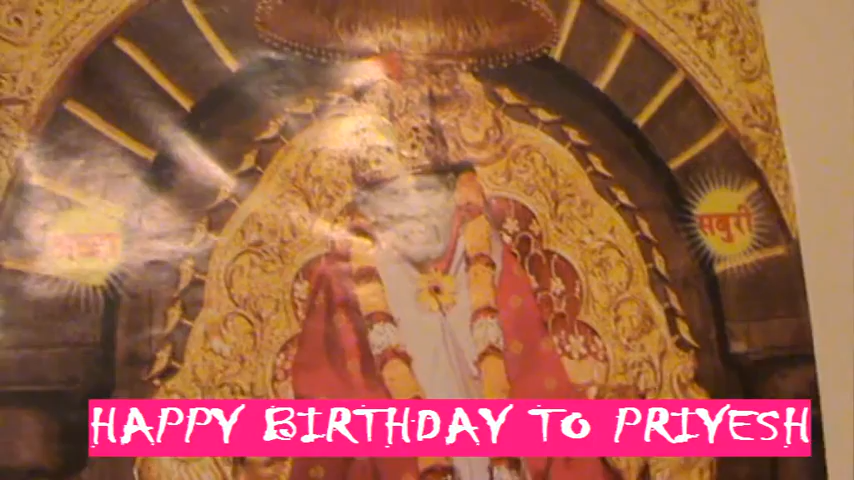 सबुरी
HAPPY BIRTHDAY TO PRIYESH